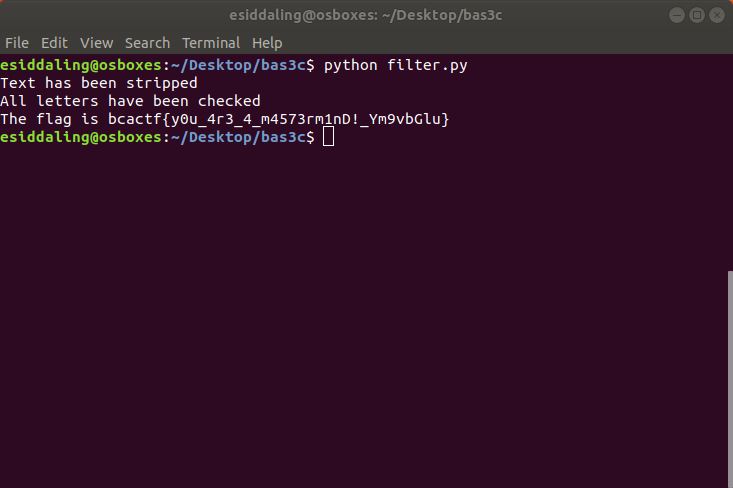 esiddaling@osboxes: ~/Desktop/bas3c
File Edit View Search Terminal Help
esiddaling@osboxes:~/Desktop/bas3c$ python filter.py
Text has been stripped
All letters have been checked
The flag is bcactf{y0u_4r3_4_m4573rm1nD!_Ym9vbGlu}
esiddaling@osboxes:~/Desktop/bas3c$